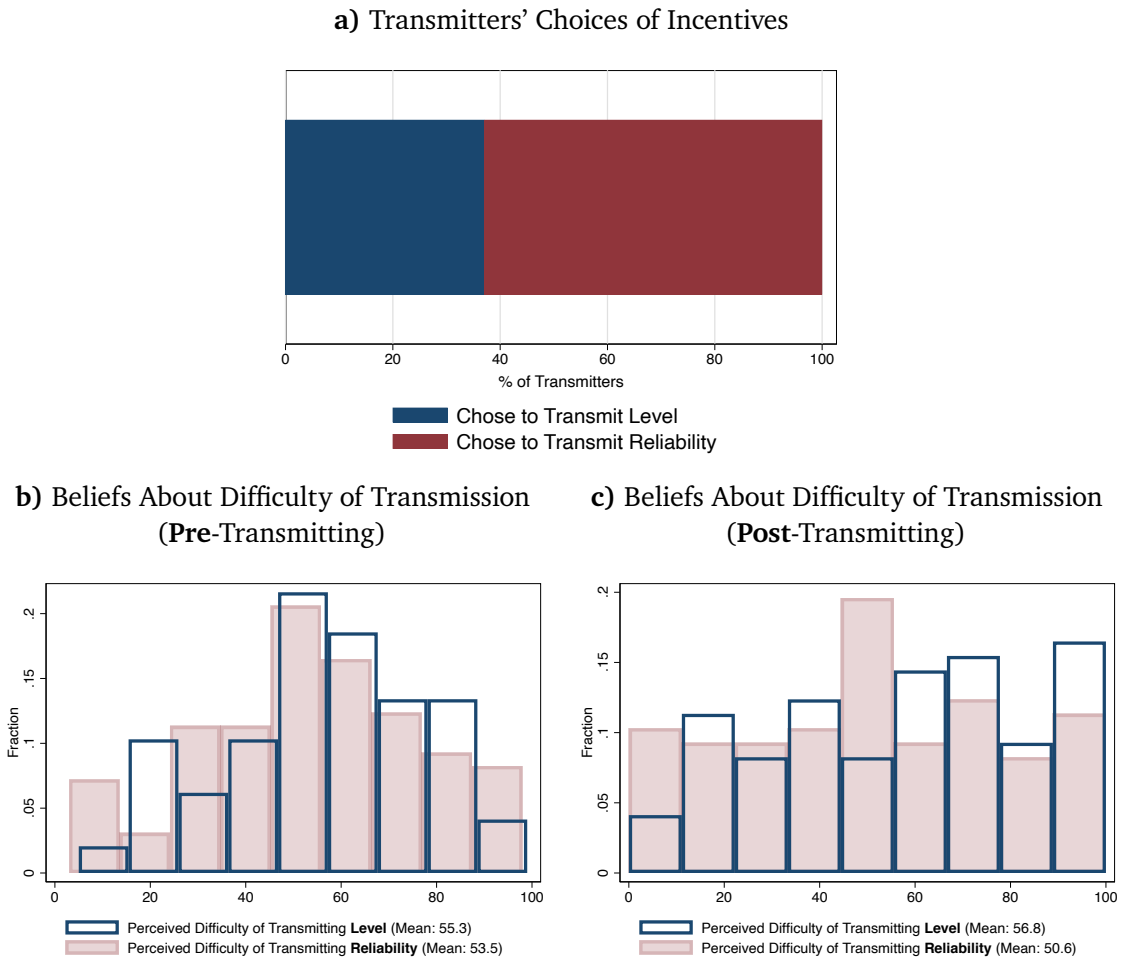 a) Transmitters’ Choices of Incentives
0 20 40 60 80 100
% of Transmitters
Chose to Transmit Level
Chose to Transmit Reliability
b) Beliefs About Difficulty of Transmission
(Pre-Transmitting)
Fraction
.2
.15
.1
.05
0
0 20 40 60 80 100
Perceived Difficulty of Transmitting Level (Mean: 55.3)
Perceived Difficulty of Transmitting Reliability (Mean: 53.5)
c) Beliefs About Difficulty of Transmission
(Post-Transmitting)
Fraction
.2
.15
.1
.05
0
0 20 40 60 80 100
Perceived Difficulty of Transmitting Level (Mean: 56.8)
Perceived Difficulty of Transmitting Reliability (Mean: 50.6)